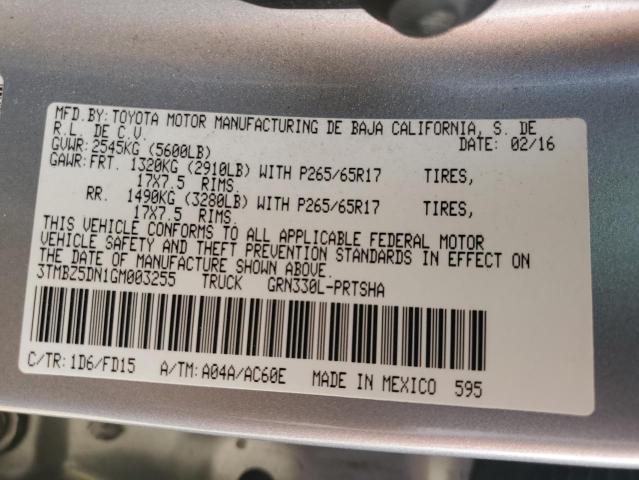 MFD.BY:TOYOTA MOTOR MANUFACTURING DE BAJA CALIFORNIA, S. DE
R.L. DE C.V. DATE: 02/16
GVWR:2545KG (5600LB)
GAWR:FRT. 1320KG (2910LB) WITH P265/65R17 TIRES,
17X7.5 RIMS.
RR. 1490KG (3280LB) WITH P265/65R17 TIRES,
17X7.5 RIMS.
THIS VEHICLE CONFORMS TO ALL APPLICABLE FEDERAL MOTOR
VEHICLE SAFETY AND THEFT PREVENTION STANDARDS IN EFFECT ON
THE DATE OF MANUFACTURE SHOWN ABOVE.
3TMBZ5DN1GM003255 TRUCK GRN330L-PRTSHA
C/TR: 1D6/FD15 A/TM: A04A/AC60E MADE IN MEXICO 595